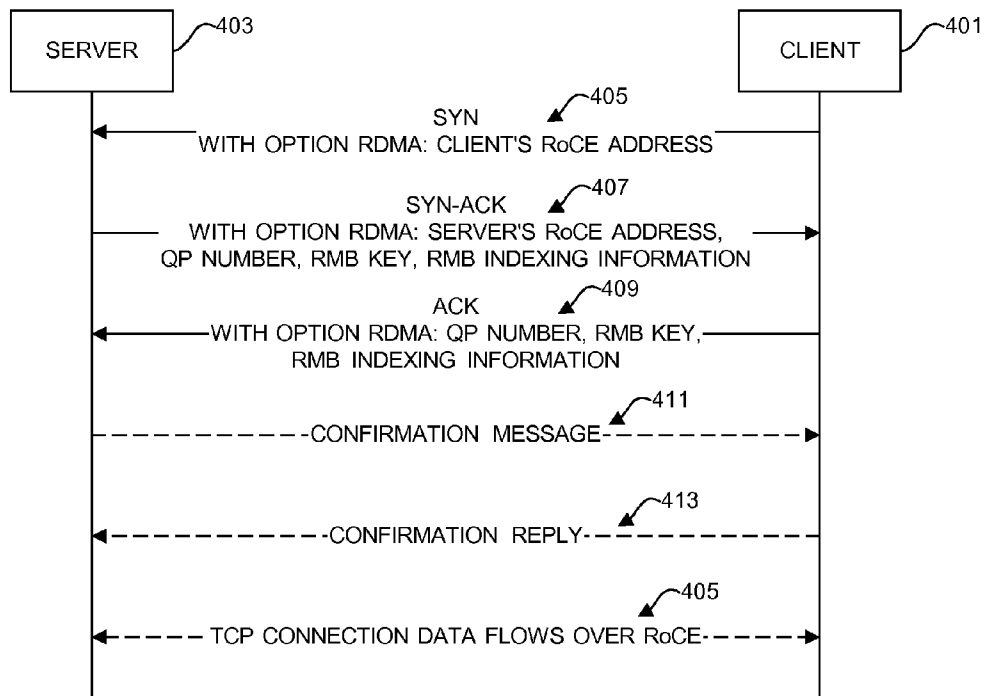 SERVER
403
CLIENT
401
405
SYN
WITH OPTION RDMA: CLIENT'S RoCE ADDRESS
407
SYN-ACK
WITH OPTION RDMA: SERVER'S RoCE ADDRESS,
QP NUMBER, RMB KEY, RMB INDEXING INFORMATION
409
ACK
WITH OPTION RDMA: QP NUMBER, RMB KEY,
RMB INDEXING INFORMATION
411
CONFIRMATION MESSAGE
413
CONFIRMATION REPLY
405
TCP CONNECTION DATA FLOWS OVER RoCE